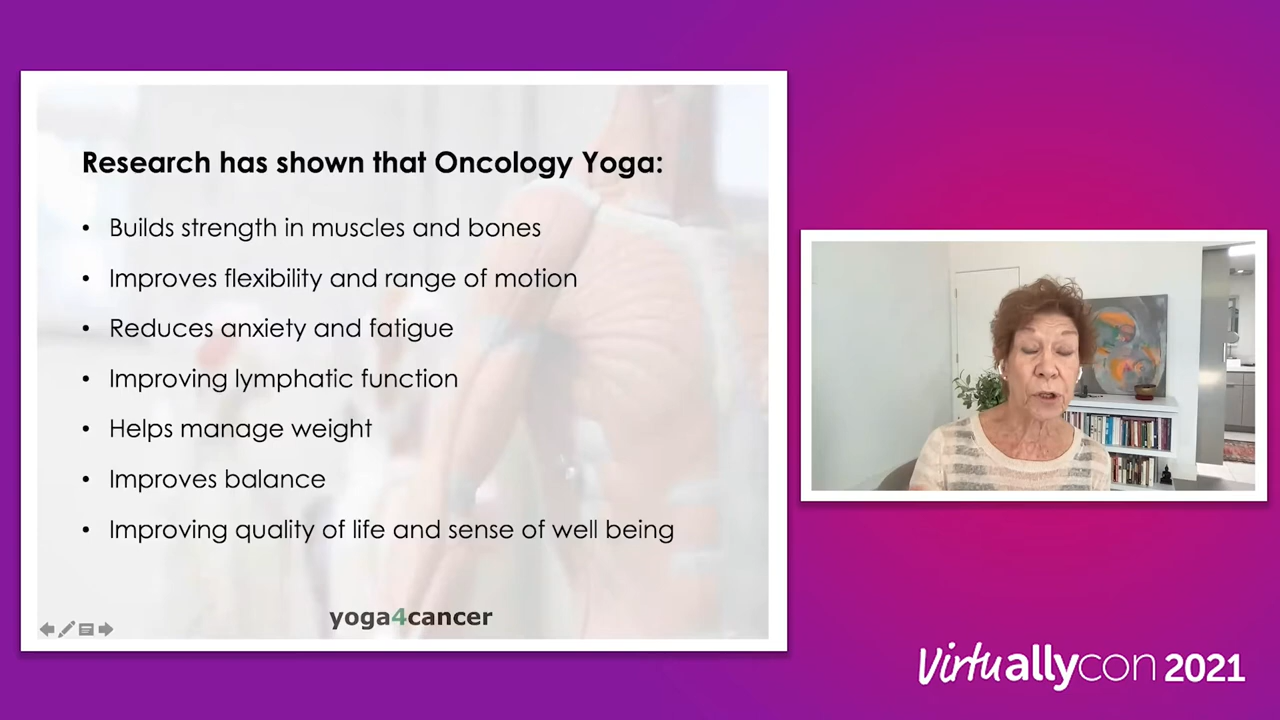 Research has shown that Oncology Yoga:
• Builds strength in muscles and bones
• Improves flexibility and range of motion
• Reduces anxiety and fatigue
• Improving lymphatic function
• Helps manage weight
• Improves balance
• Improving quality of life and sense of well being
yoga4cancer
Virtuallycon 2021